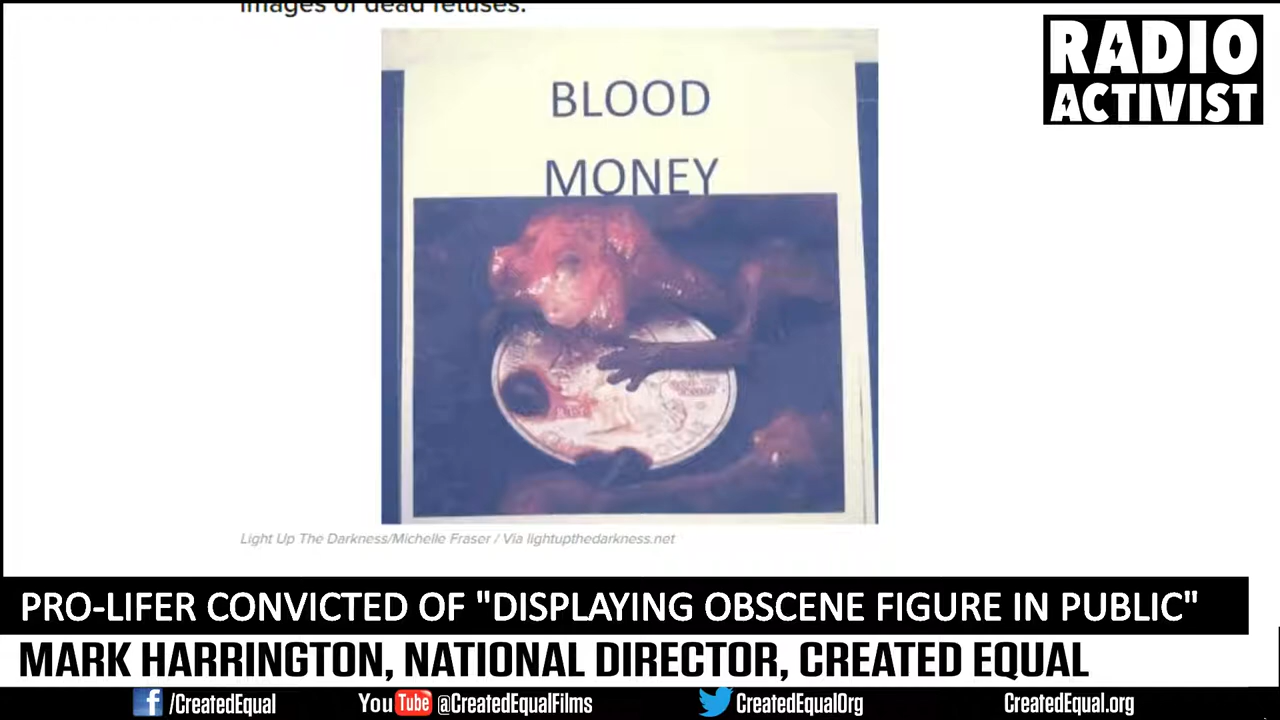 images of dead fetuses.
RADIO
ACTIVIST
BLOOD
MONEY
Light Up The Darkness/Michelle Fraser / Via lightupthedarkness.net
PRO-LIFER CONVICTED OF "DISPLAYING OBSCENE FIGURE IN PUBLIC"
MARK HARRINGTON, NATIONAL DIRECTOR, CREATED EQUAL
f /CreatedEqual
YouTube @CreatedEqualFilms
CreatedEqualOrg
CreatedEqual.org